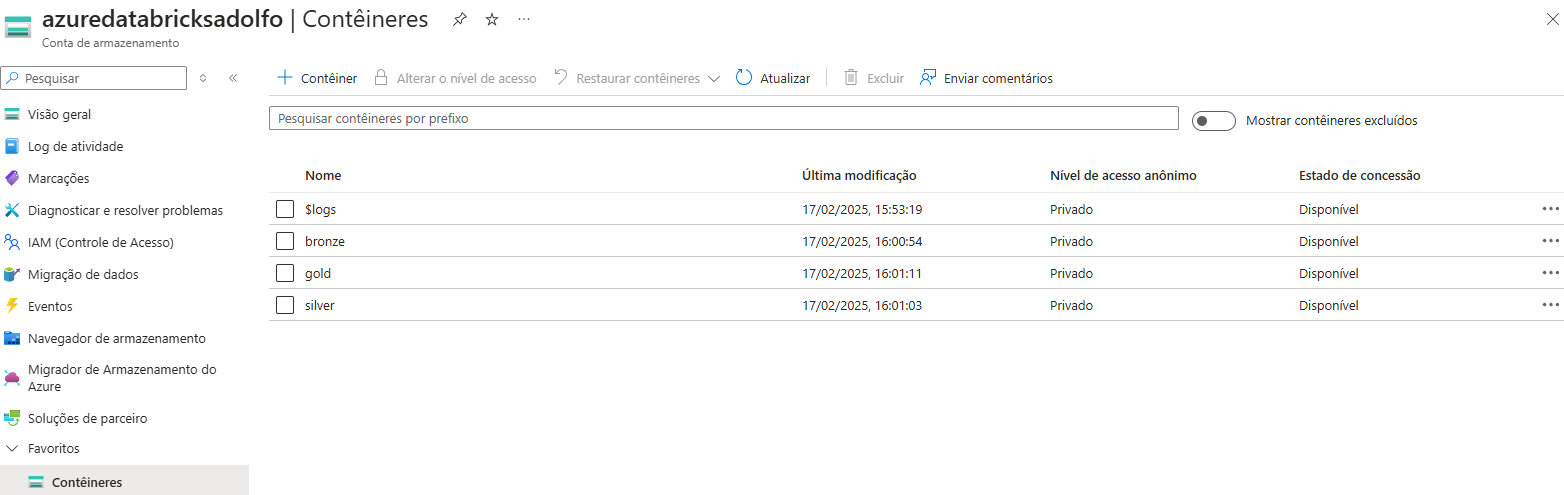 azuredatabricksadolfo | Contêineres
Conta de armazenamento
Pesquisar
Contêiner
Alterar o nível de acesso
Restaurar contêineres
Atualizar
Excluir
Enviar comentários
Visão geral
Log de atividade
Marcações
Diagnosticar e resolver problemas
IAM (Controle de Acesso)
Migração de dados
Eventos
Navegador de armazenamento
Migrador de Armazenamento do
Azure
Soluções de parceiro
Favoritos
Contêineres
Pesquisar contêineres por prefixo
Mostrar contêineres excluídos
Nome Última modificação Nível de acesso anônimo Estado de concessão
$logs 17/02/2025, 15:53:19 Privado Disponível
bronze 17/02/2025, 16:00:54 Privado Disponível
gold 17/02/2025, 16:01:11 Privado Disponível
silver 17/02/2025, 16:01:03 Privado Disponível